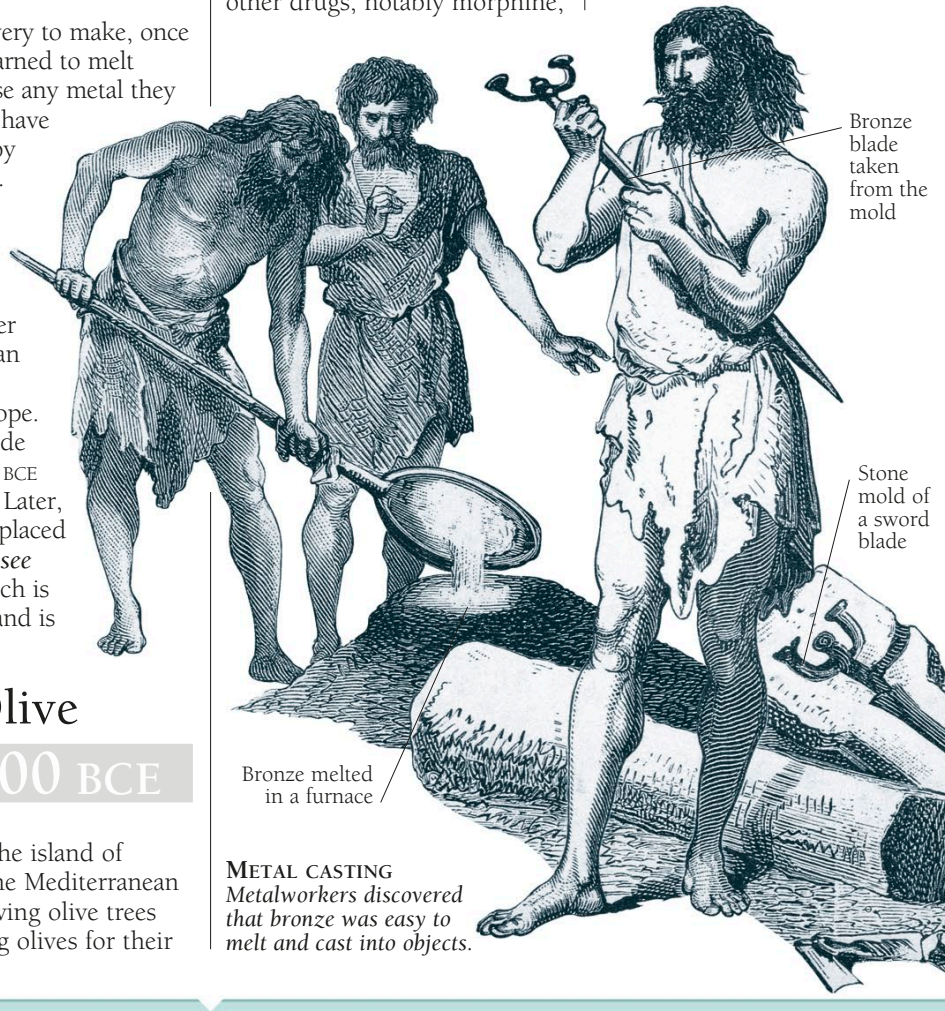 very to make, once
arned to melt
se any metal they
have
by
.
er
an
ope.
de
BCE
Later,
placed
see
ch is
and is
Olive
00 BCE
he island of
he Mediterranean
ving olive trees
g olives for their
other drugs, notably morphine,
Bronze
blade
taken
from the
mold
Stone
mold of
a sword
blade
Bronze melted
in a furnace
METAL CASTING
Metalworkers discovered
that bronze was easy to
melt and cast into objects.